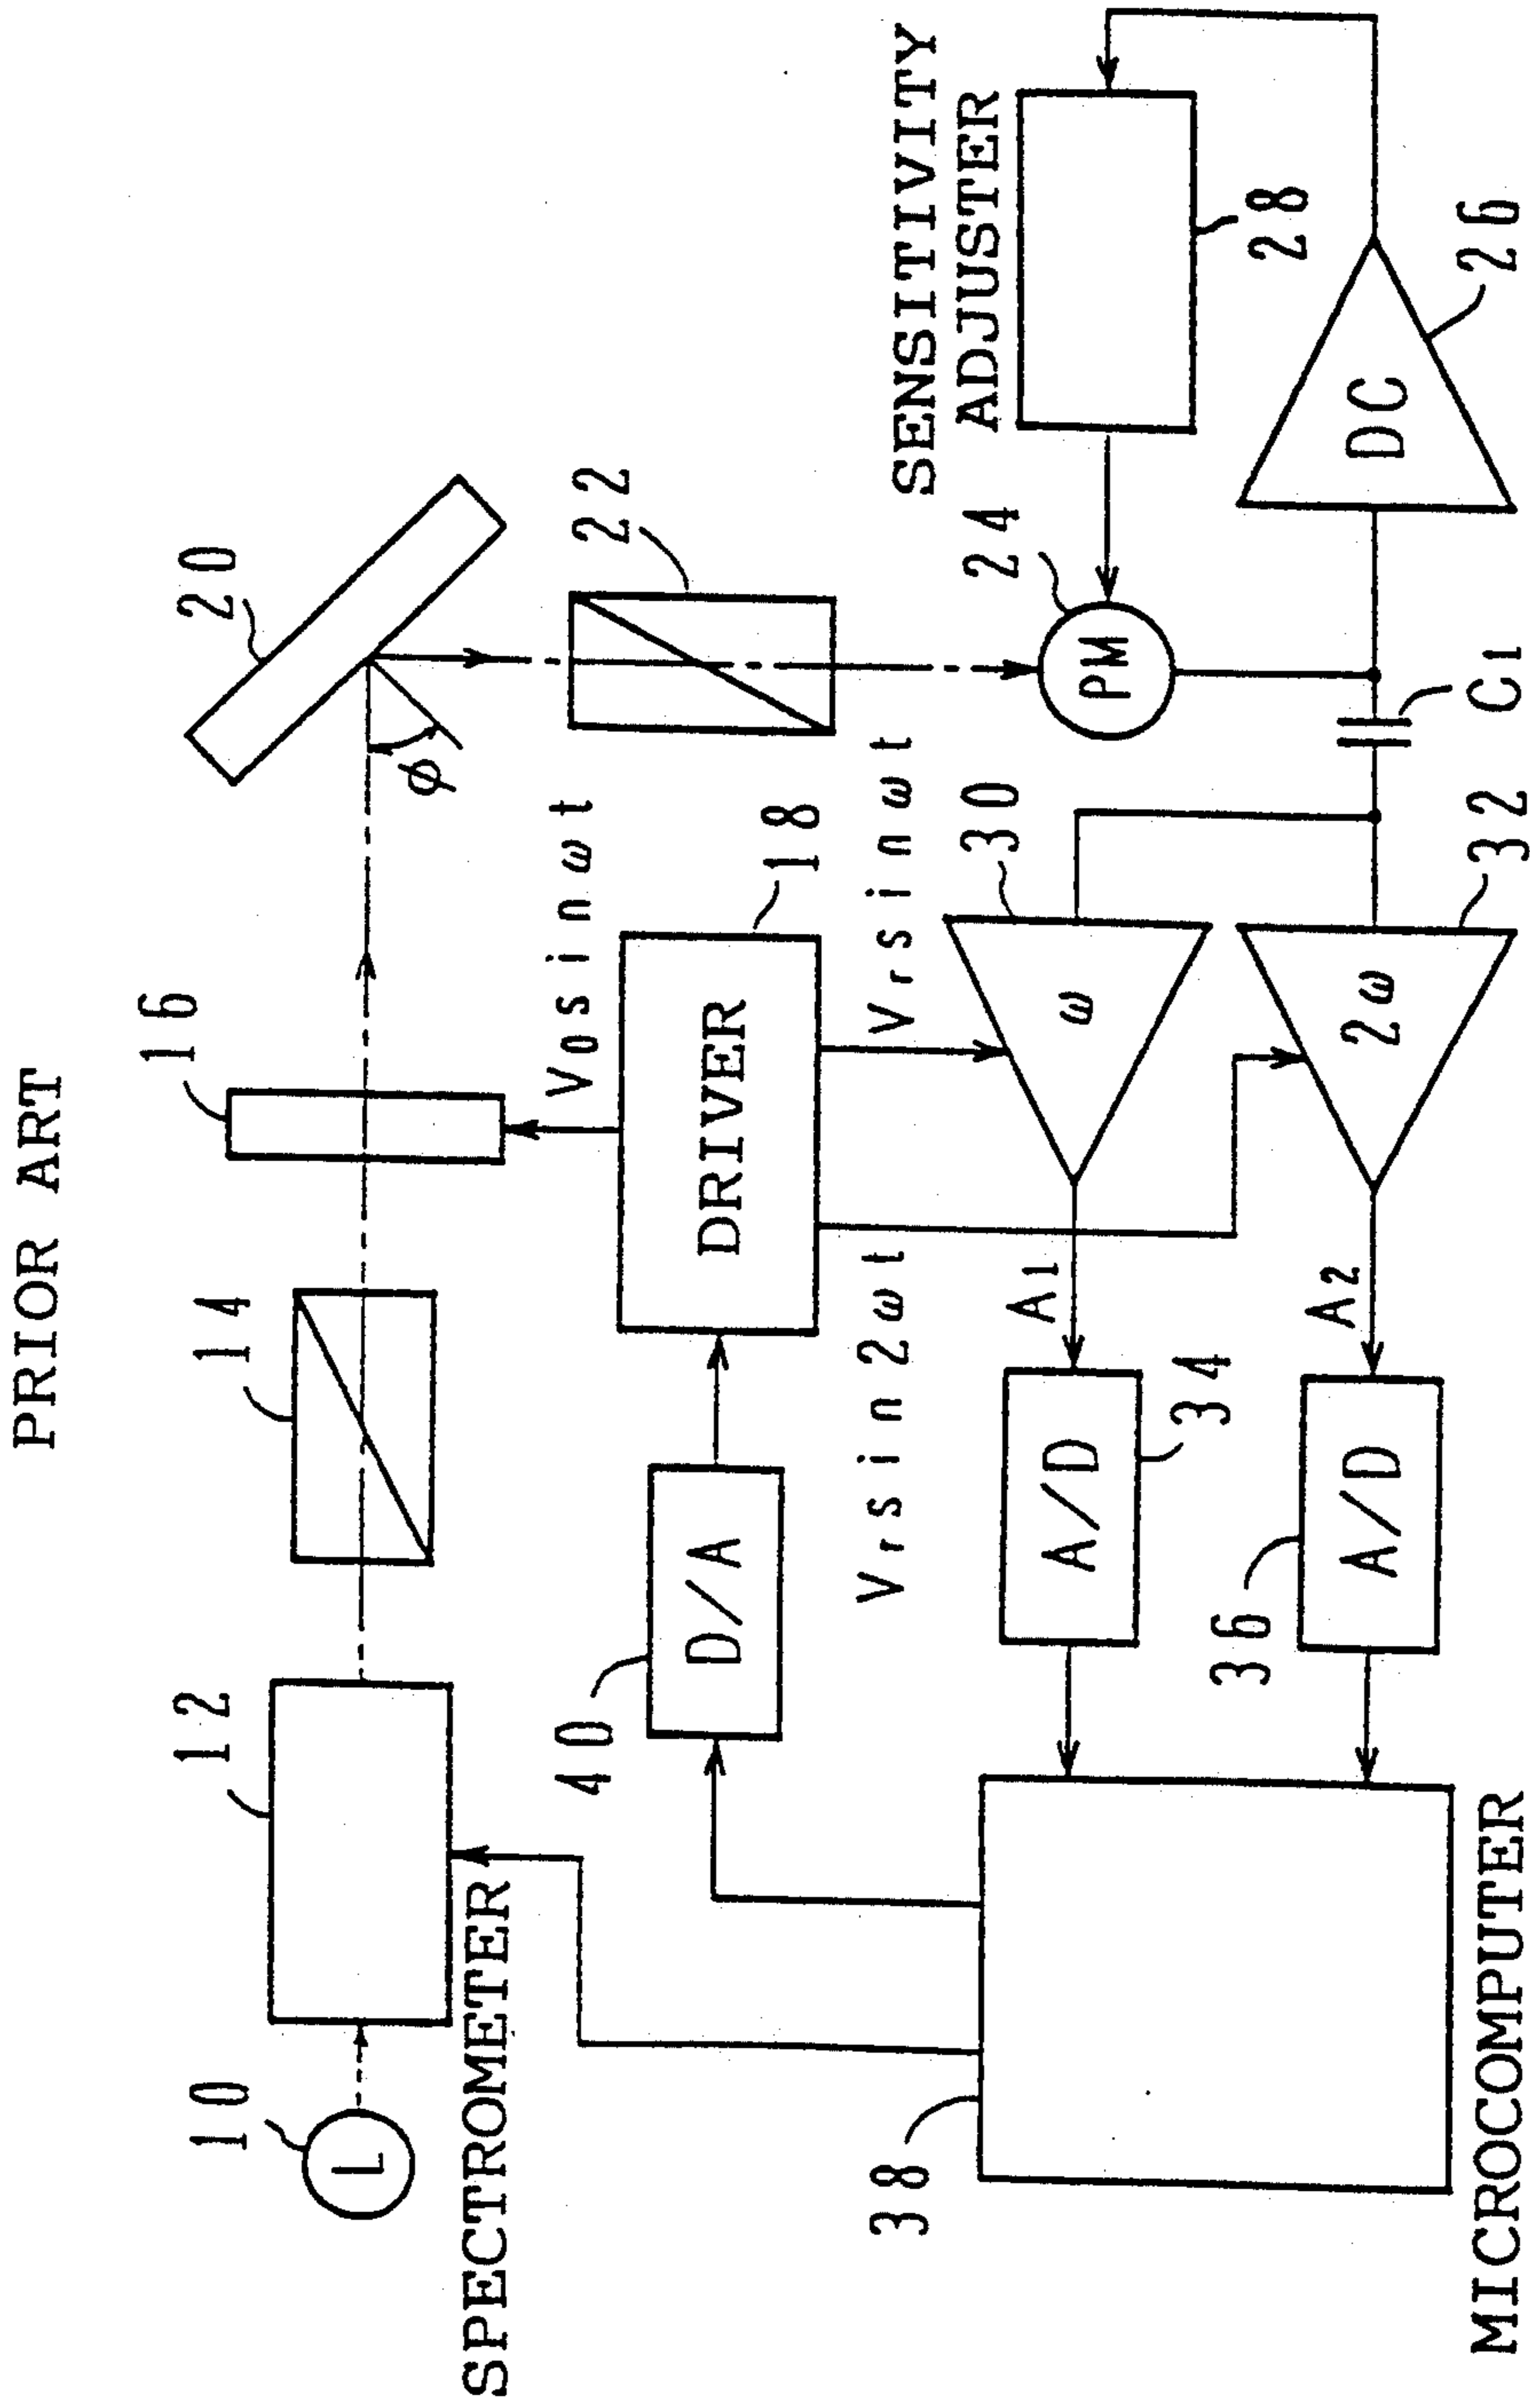 PRIOR ART
10
L
12
SPECTROMETER
14
16
20
ϕ
22
V0sinωt
DRIVER
18
40
D/A
Vrsin2ωt
Vrsinωt
24
PM
SENSITIVITY
ADJUSTER
28
DC
26
C1
30
ω
32
2ω
A1
A2
A/D
34
36
A/D
38
MICROCOMPUTER